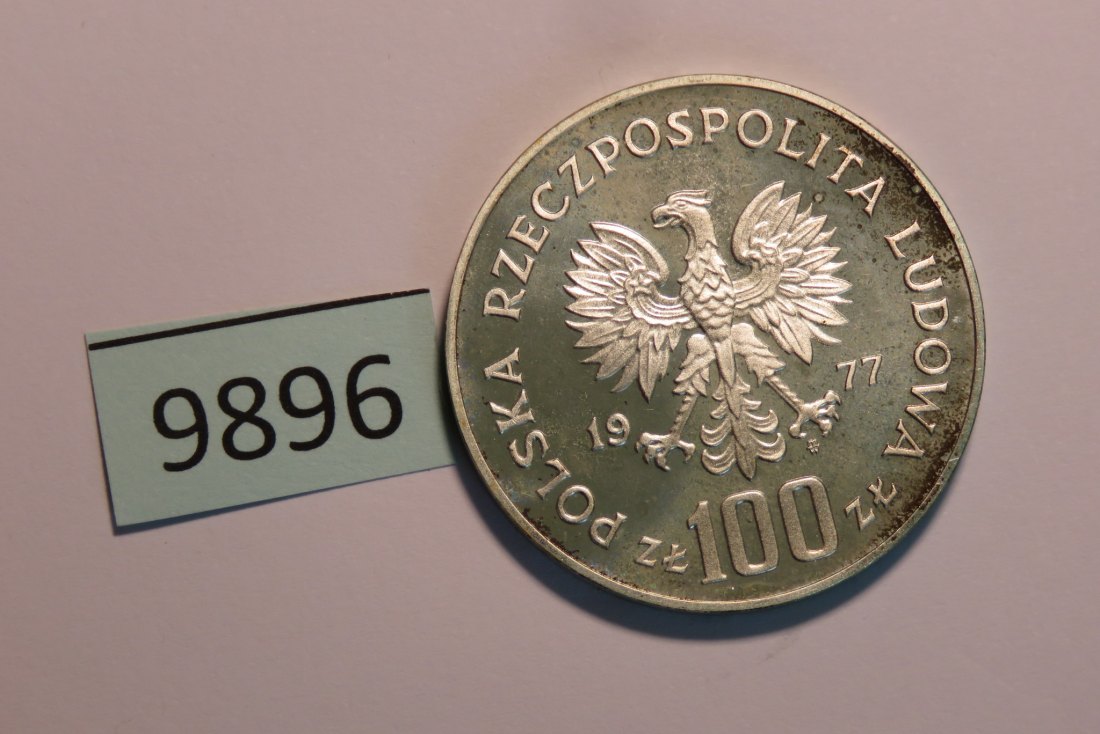 9896
POLSKA RZECZPOSPOLITA LUDOWA
19 77
ZŁ 100 ZŁ